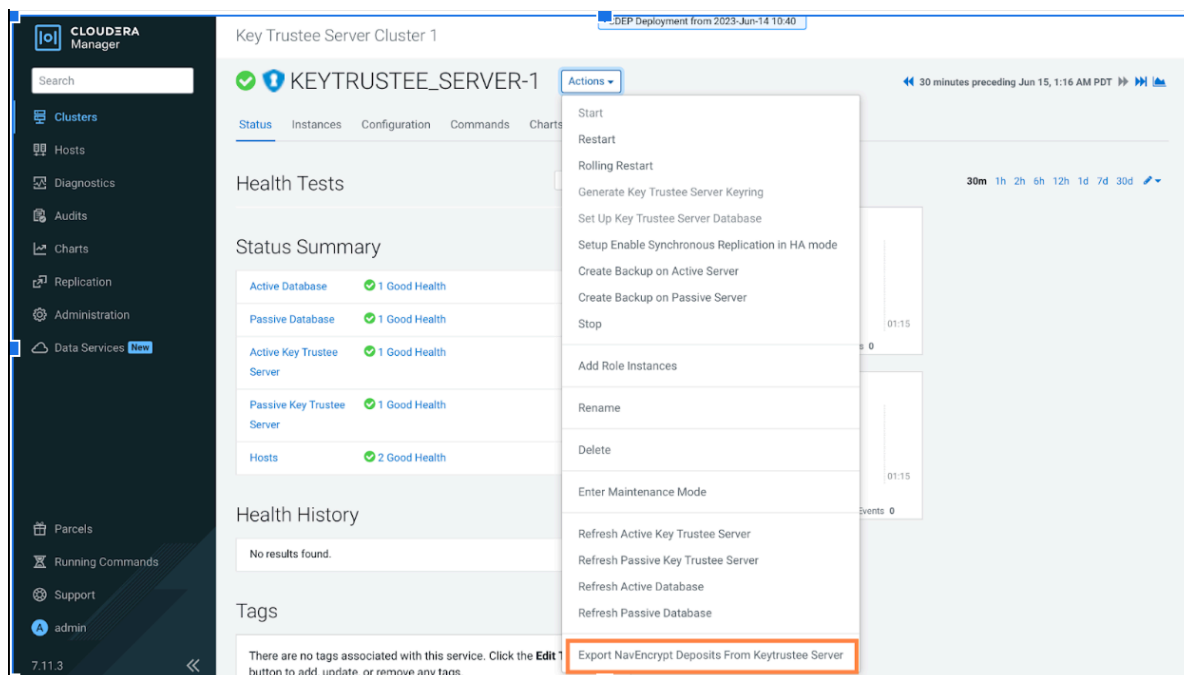 CLOUDERA
Manager
Search
Clusters
Hosts
Diagnostics
Audits
Charts
Replication
Administration
Data Services New
Parcels
Running Commands
Support
A admin
7.11.3
Key Trustee Server Cluster 1
CDEP Deployment from 2023-Jun-14 10:40
KEYTRUSTEE_SERVER-1
Actions
30 minutes preceding Jun 15, 1:16 AM PDT
Status Instances Configuration Commands Charts
Health Tests
30m 1h 2h 6h 12h 1d 7d 30d
Status Summary
Active Database 1 Good Health
Passive Database 1 Good Health
Active Key Trustee
Server
1 Good Health
Passive Key Trustee
Server
1 Good Health
Hosts 2 Good Health
Health History
No results found.
Tags
There are no tags associated with this service. Click the Edit
button to add, update, or remove any tags.
Start
Restart
Rolling Restart
Generate Key Trustee Server Keyring
Set Up Key Trustee Server Database
Setup Enable Synchronous Replication in HA mode
Create Backup on Active Server
Create Backup on Passive Server
Stop
Add Role Instances
Rename
Delete
Enter Maintenance Mode
Refresh Active Key Trustee Server
Refresh Passive Key Trustee Server
Refresh Active Database
Refresh Passive Database
Export NavEncrypt Deposits From Keytrustee Server
01:15
s 0
01:15
Events 0